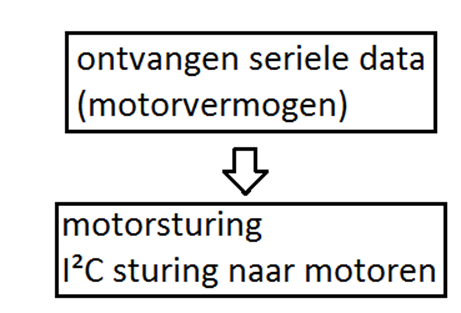 ontvangen seriele data
(motorvermogen)
motorsturing
I²C sturing naar motoren